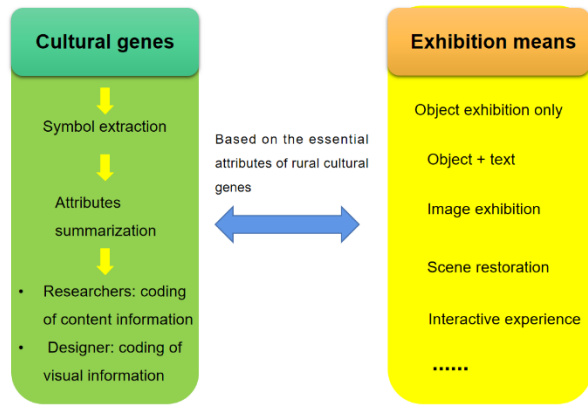 Cultural genes
Symbol extraction
Attributes
summarization
• Researchers: coding
of content information
• Designer: coding of
visual information
Based on the essential
attributes of rural cultural
genes
Exhibition means
Object exhibition only
Object + text
Image exhibition
Scene restoration
Interactive experience
......